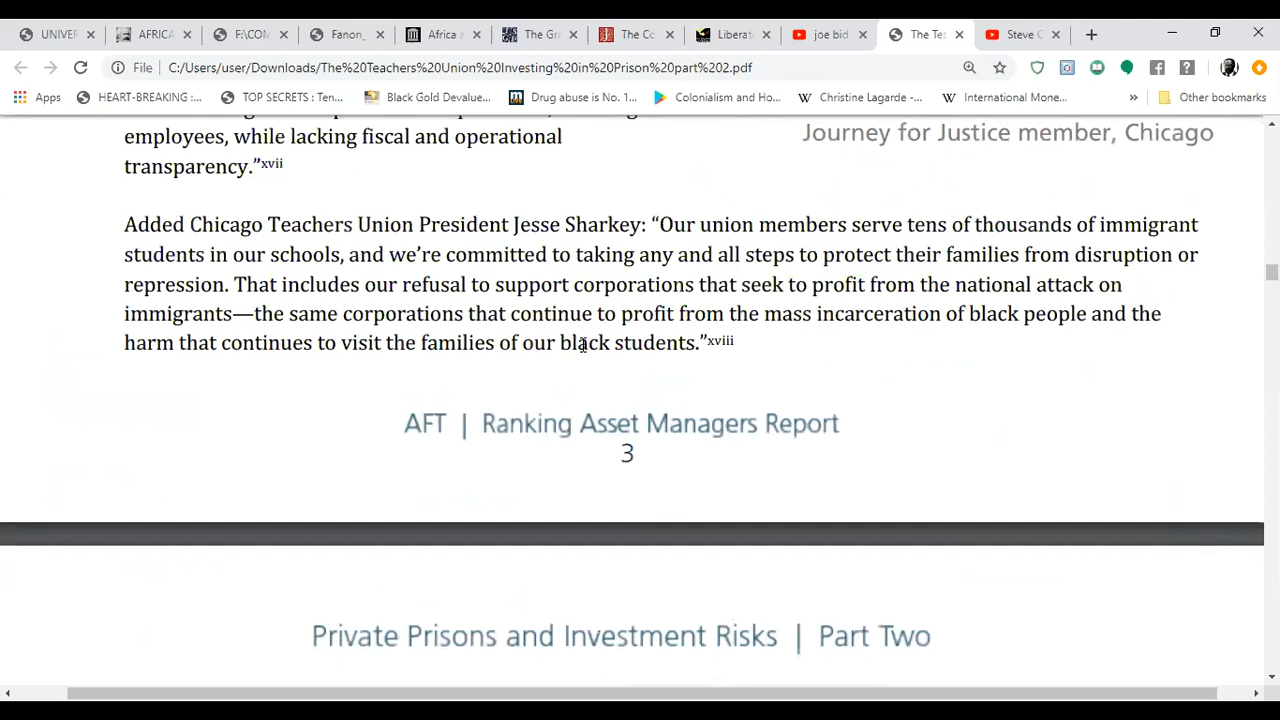 UNIVER
AFRICA
F:\COM
Fanon_
Africa a
The Gra
The Co
Liberat
joe bid
The Tea
Steve C
File
C:/Users/user/Downloads/The%20Teachers%20Union%20Investing%20in%20Prison%20part%202.pdf
Apps
HEART-BREAKING :...
TOP SECRETS : Ten...
Black Gold Devalue...
Drug abuse is No. 1...
Colonialism and Ho...
Christine Lagarde -...
International Mone...
»
Other bookmarks
employees, while lacking fiscal and operational
transparency.”xvii
Journey for Justice member, Chicago
Added Chicago Teachers Union President Jesse Sharkey: “Our union members serve tens of thousands of immigrant
students in our schools, and we’re committed to taking any and all steps to protect their families from disruption or
repression. That includes our refusal to support corporations that seek to profit from the national attack on
immigrants—the same corporations that continue to profit from the mass incarceration of black people and the
harm that continues to visit the families of our black students.”xviii
AFT | Ranking Asset Managers Report
3
Private Prisons and Investment Risks | Part Two